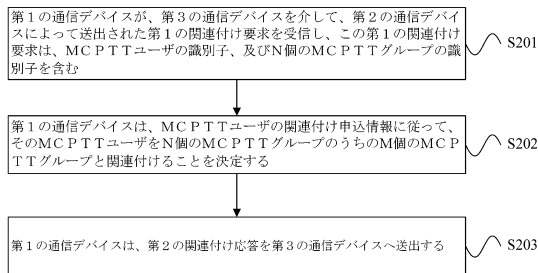 第１の通信デバイスが、第３の通信デバイスを介して、第２の通信デバイ
スによって送出された第１の関連付け要求を受信し、この第１の関連付け
要求は、ＭＣＰＴＴユーザの識別子、及びＮ個のＭＣＰＴＴグループの識
別子を含む
S201
第１の通信デバイスは、ＭＣＰＴＴユーザの関連付け申込情報に従って、
そのＭＣＰＴＴユーザをＮ個のＭＣＰＴＴグループのうちのＭ個のＭＣＰ
ＴＴグループと関連付けることを決定する
S202
第１の通信デバイスは、第２の関連付け応答を第３の通信デバイスへ送出する
S203